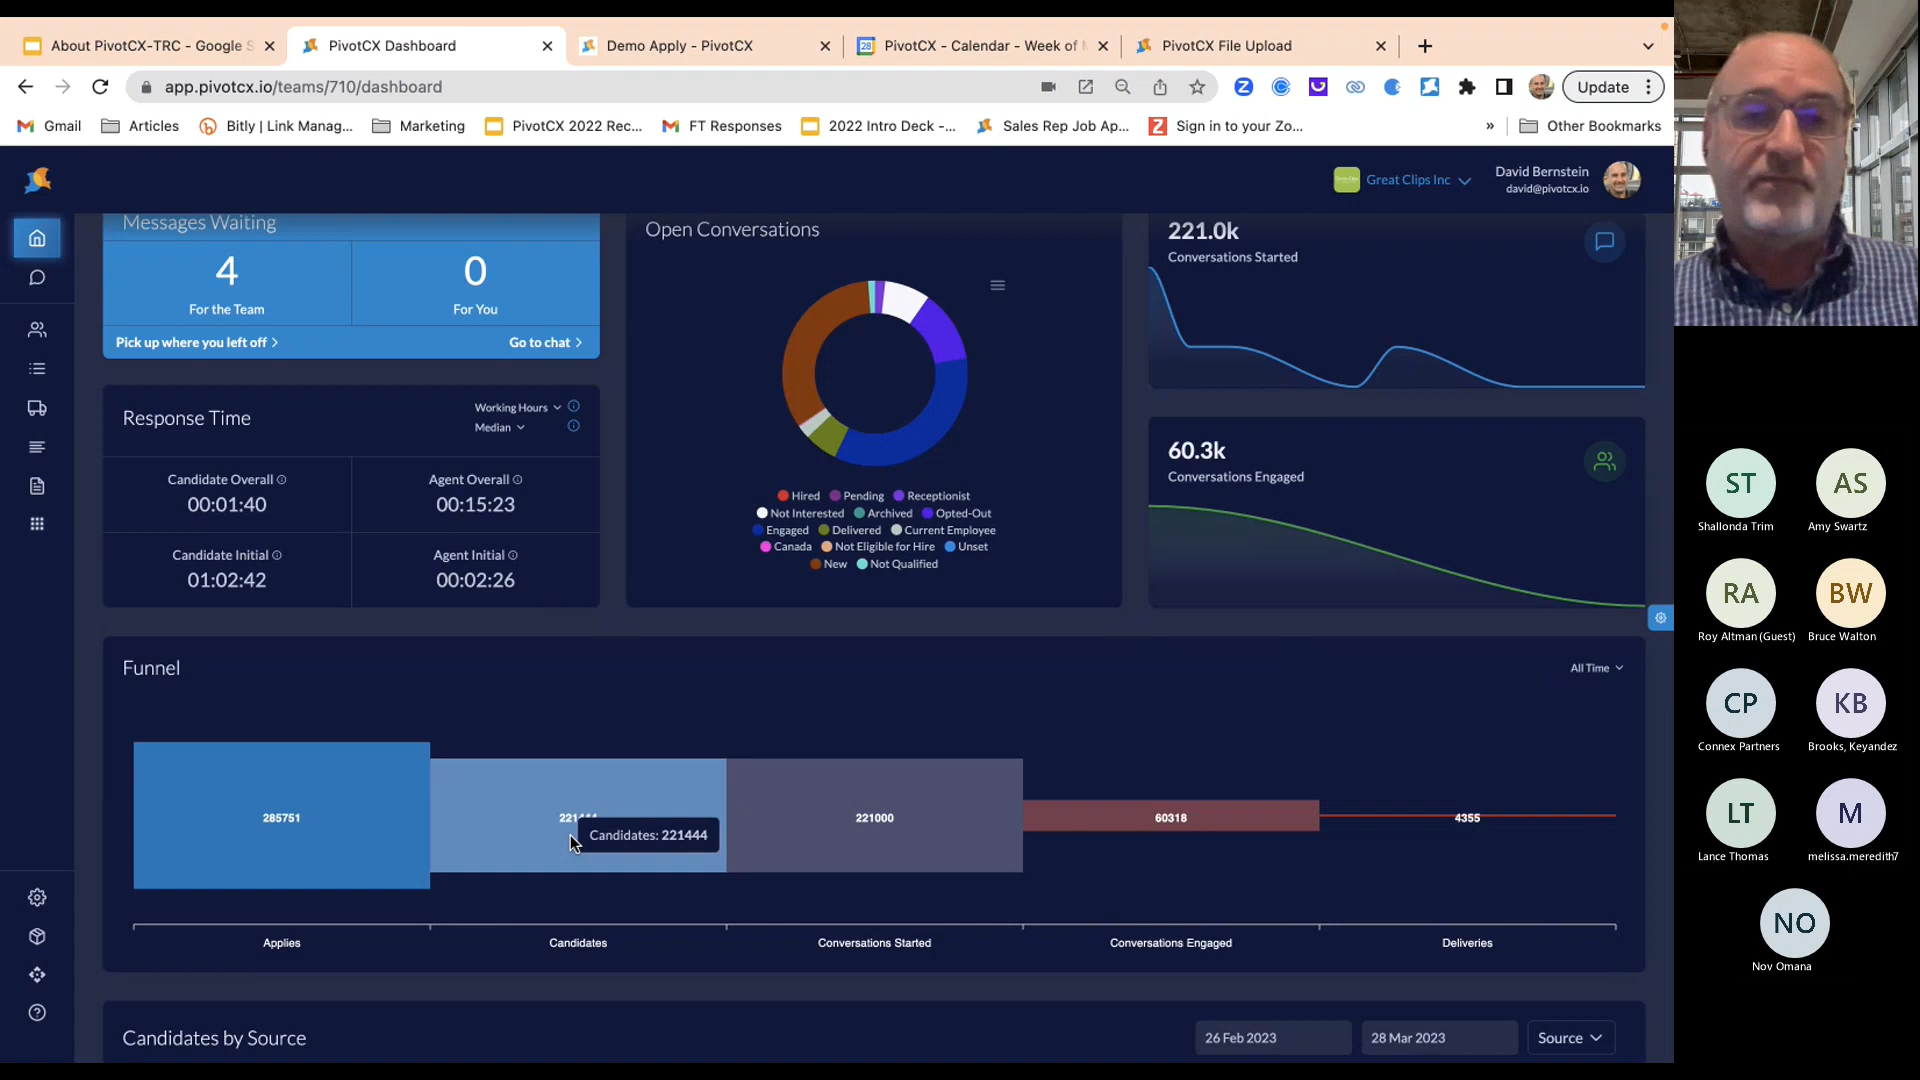 About PivotCX-TRC - Google S
PivotCX Dashboard
Demo Apply - PivotCX
28
PivotCX - Calendar - Week of
PivotCX File Upload
app.pivotcx.io/teams/710/dashboard
Update
Gmail
Articles
Bitly | Link Manag...
Marketing
PivotCX 2022 Rec...
FT Responses
2022 Intro Deck -...
Sales Rep Job Ap...
Sign in to your Zo...
»
Other Bookmarks
Great Clips Inc
David Bernstein
david@pivotcx.io
Messages Waiting
4
For the Team
0
For You
Pick up where you left off >
Go to chat >
Response Time
Working Hours
Median
Candidate Overall
00:01:40
Agent Overall
00:15:23
Candidate Initial
01:02:42
Agent Initial
00:02:26
Open Conversations
Hired Pending Receptionist
Not Interested Archived Opted-Out
Engaged Delivered Current Employee
Canada Not Eligible for Hire Unset
New Not Qualified
221.0k
Conversations Started
60.3k
Conversations Engaged
Funnel
All Time
285751
Candidates: 221444
221000
60318
4355
Applies
Candidates
Conversations Started
Conversations Engaged
Deliveries
Candidates by Source
26 Feb 2023
28 Mar 2023
Source
ST
Shallonda Trim
AS
Amy Swartz
RA
Roy Altman (Guest)
BW
Bruce Walton
CP
Connex Partners
KB
Brooks, Keyandez
LT
Lance Thomas
M
melissa.meredith7
NO
Nov Omana